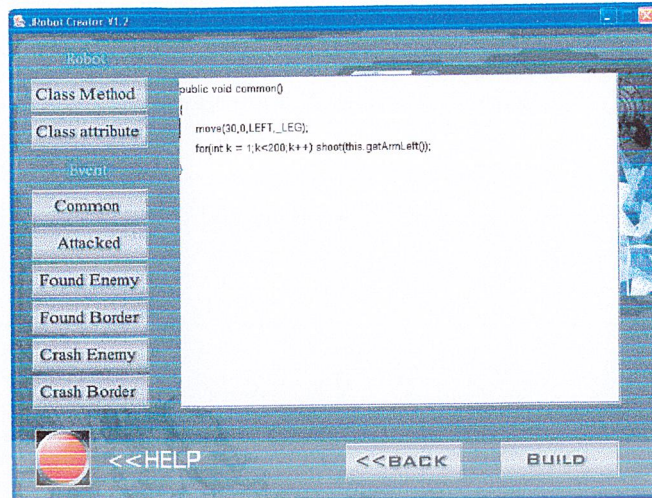 JRobot Creator V1.2
Robot
Class Method
Class attribute
Event
Common
Attacked
Found Enemy
Found Border
Crash Enemy
Crash Border
public void common()
{
move(30,0,LEFT,_LEG);
for(int k = 1;k<200;k++) shoot(this.getArmLeft());
}
<<HELP
<<BACK
BUILD